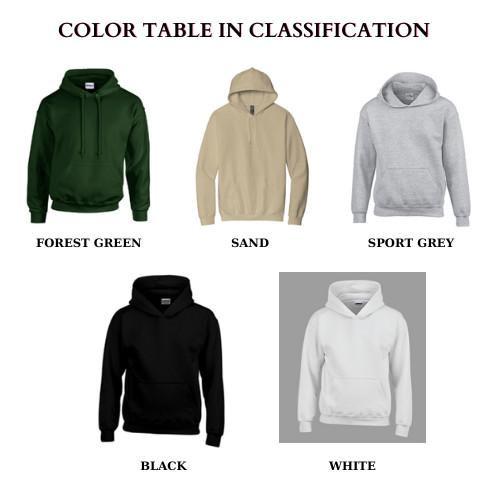 COLOR TABLE IN CLASSIFICATION
FOREST GREEN
SAND
SPORT GREY
BLACK
WHITE